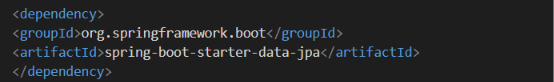 <dependency>
<groupId>org.springframework.boot</groupId>
<artifactId>spring-boot-starter-data-jpa</artifactId>
</dependency>